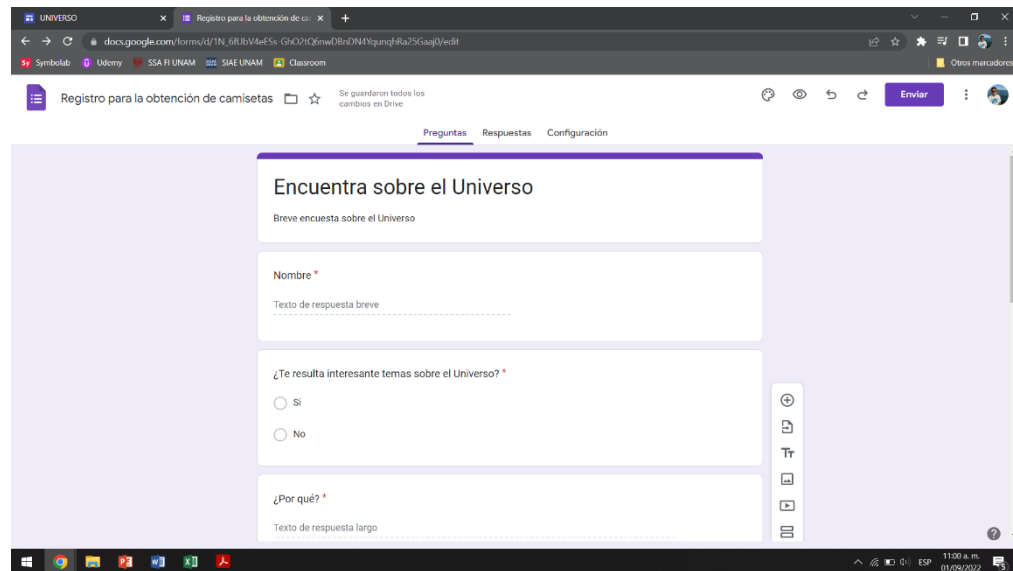 UNIVERSO
Registro para la obtención de ca
docs.google.com/forms/d/1N_6fUbV4eESs-GhO2tQ6nwDBnDN4YqunqhRa25Gaaj0/edit
Sy Symbolab
Udemy
SSA FI UNAM
SIAE UNAM
Classroom
Otros marcadores
Registro para la obtención de camisetas
Se guardaron todos los
cambios en Drive
Enviar
Preguntas Respuestas Configuración
Encuentra sobre el Universo
Breve encuesta sobre el Universo
Nombre *
Texto de respuesta breve
¿Te resulta interesante temas sobre el Universo? *
Si
No
¿Por qué? *
Texto de respuesta largo
Tт
ESP
11:00 a. m.
01/09/2022